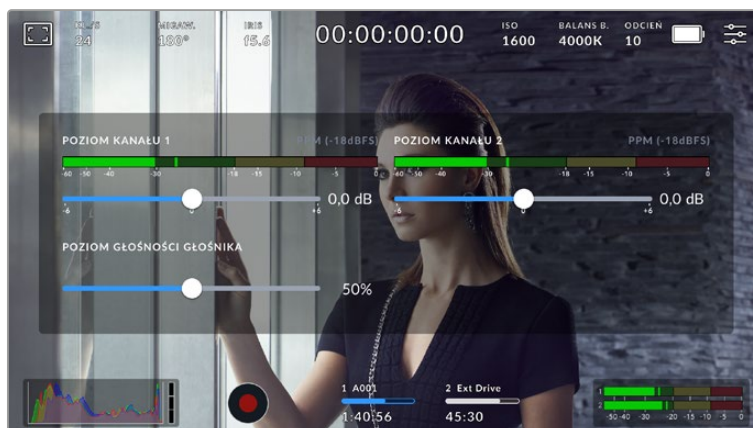 KL./S MIGAW. IRIS 00:00:00:00 ISO BALANS B. ODCIEŃ
24 180° f5.6 1600 4000K 10
POZIOM KANAŁU 1 PPM (-18dBFS) POZIOM KANAŁU 2 PPM (-18dBFS)
-60 -50 -40 -30 -18 -15 -10 -5 0 -60 -50 -40 -30 -18 -15 -10 -5 0
0,0 dB 0,0 dB
-6 0 +6 -6 0 +6
POZIOM GŁOŚNOŚCI GŁOŚNIKA
50%
1 A001 2 Ext Drive
1:40:56 45:30
1
2
-50 -40 -30 -20 -15 -10 -5 0